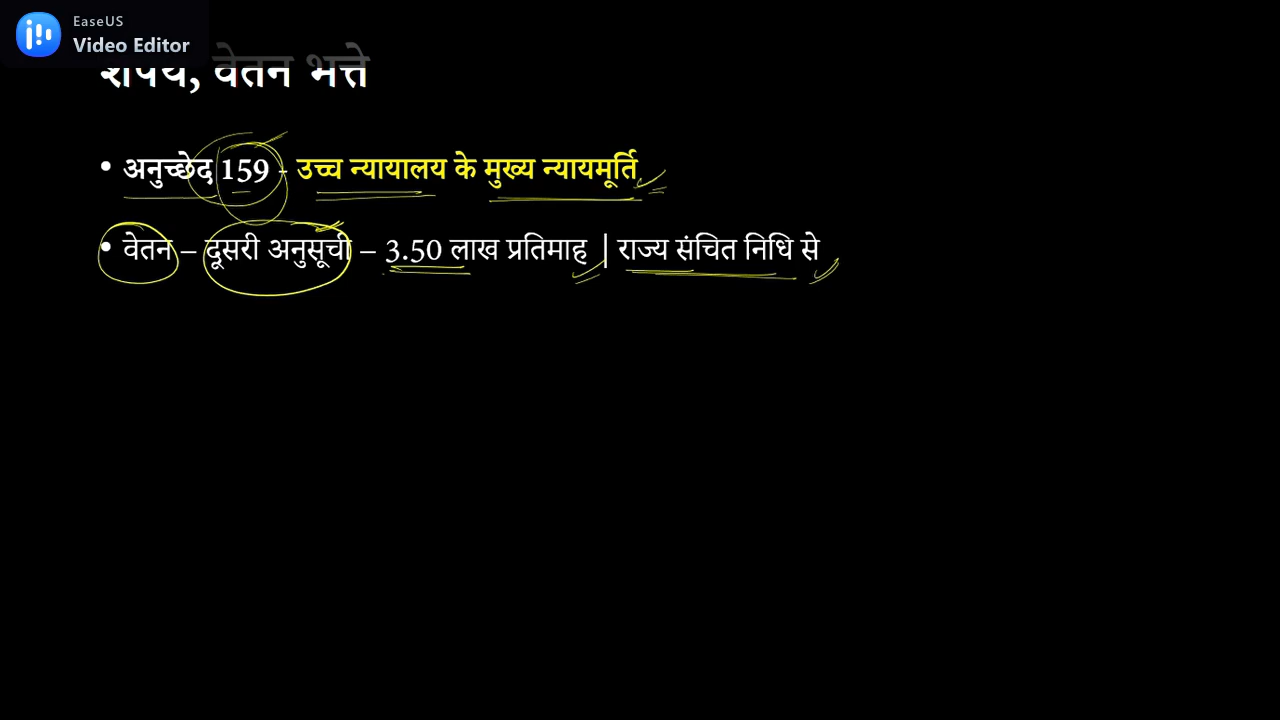 EaseUS
Video Editor
शपथ, वेतन भत्ते
• अनुच्छेद 159 - उच्च न्यायालय के मुख्य न्यायमूर्ति
• वेतन – दूसरी अनुसूची – 3.50 लाख प्रतिमाह | राज्य संचित निधि से